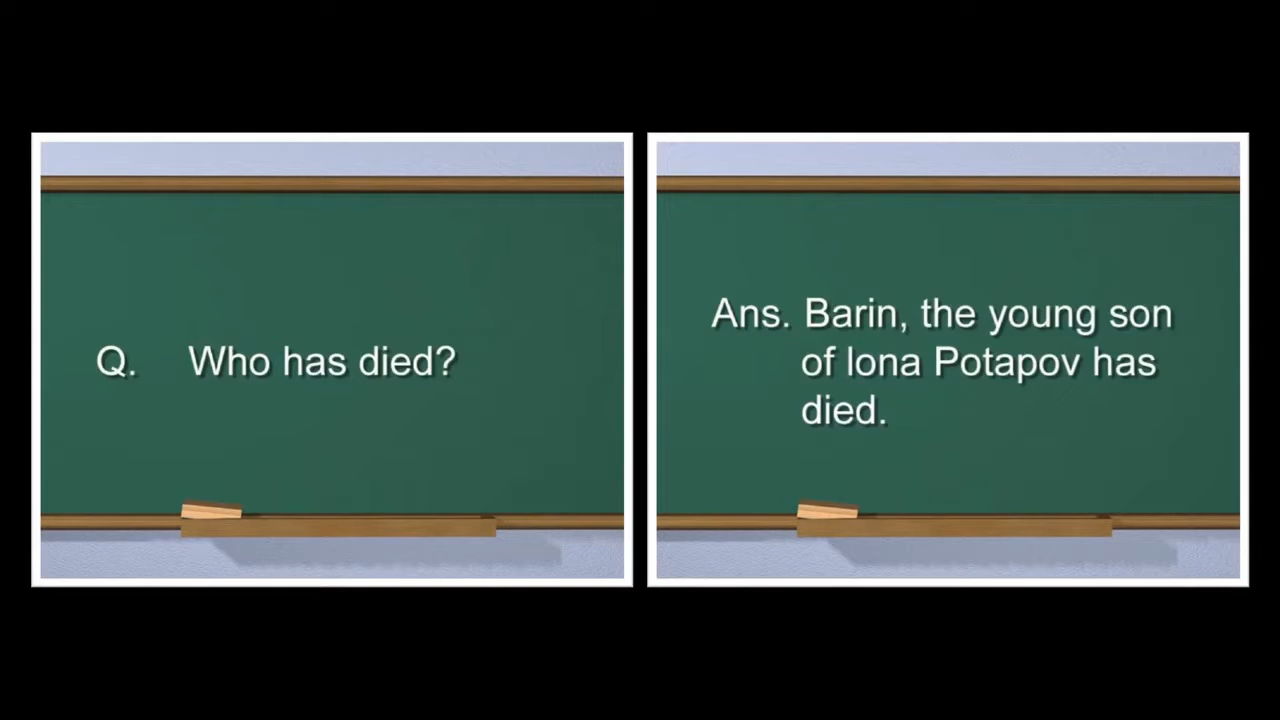 Q. Who has died?
Ans. Barin, the young son
of Iona Potapov has
died.